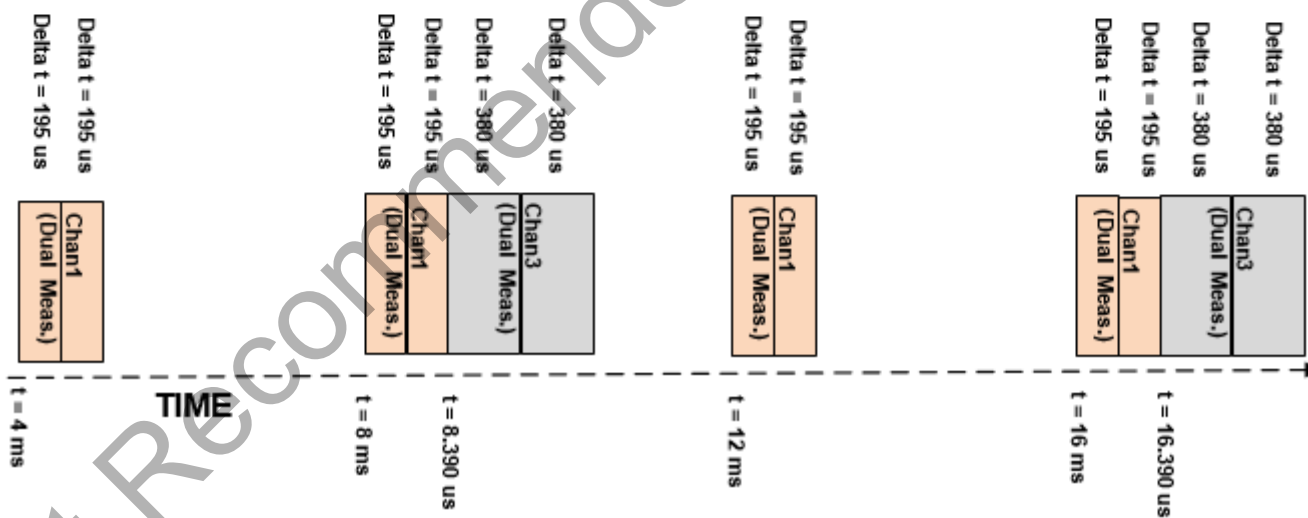 Delta t = 195 us
Delta t = 195 us
Delta t = 195 us
Delta t = 195 us
Delta t = 380 us
Delta t = 380 us
Delta t = 195 us
Delta t = 195 us
Delta t = 195 us
Delta t = 195 us
Delta t = 380 us
Delta t = 380 us
Chan1
(Dual Meas.)
Chan1
(Dual Meas.)
Chan3
(Dual Meas.)
Chan1
(Dual Meas.)
Chan1
(Dual Meas.)
Chan3
(Dual Meas.)
t = 4 ms
TIME
t = 8 ms
t = 8.390 us
t = 12 ms
t = 16 ms
t = 16.390 us
t Recommende